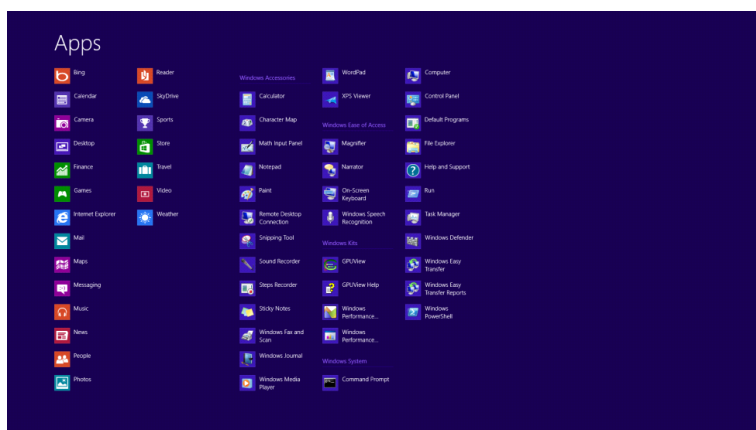 Apps
Bing
Calendar
Camera
Desktop
Finance
Games
Internet Explorer
Mail
Maps
Messaging
Music
News
People
Photos
Reader
SkyDrive
Sports
Store
Travel
Video
Weather
Windows Accessories
Calculator
Character Map
Math Input Panel
Notepad
Paint
Remote Desktop
Connection
Snipping Tool
Sound Recorder
Steps Recorder
Sticky Notes
Windows Fax and
Scan
Windows Journal
Windows Media
Player
WordPad
XPS Viewer
Windows Ease of Access
Magnifier
Narrator
On-Screen
Keyboard
Windows Speech
Recognition
Windows Kits
GPUView
GPUView Help
Windows
Performance...
Windows
Performance...
Windows System
Command Prompt
Computer
Control Panel
Default Programs
File Explorer
Help and Support
Run
Task Manager
Windows Defender
Windows Easy
Transfer
Windows Easy
Transfer Reports
Windows
PowerShell